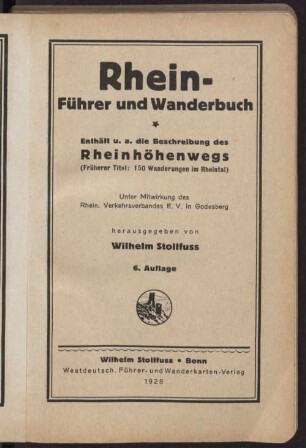 Rhein-
Führer und Wanderbuch
*
Enthält u. a. die Beschreibung des
Rheinhöhenwegs
(Früherer Titel: 150 Wanderungen im Rheintal)
Unter Mitwirkung des
Rhein. Verkehrsverbandes E. V. in Godesberg
herausgegeben von
Wilhelm Stollfuss
6. Auflage
Wilhelm Stollfuss • Bonn
Westdeutsch. Führer- und Wanderkarten-Verlag
1928